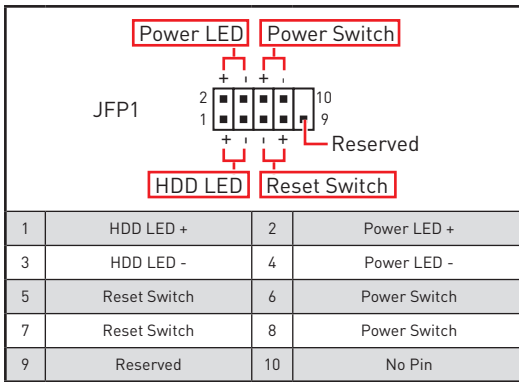 Power LED Power Switch
+ - + -
JFP1
2 10
1 9
+ - - +
Reserved
HDD LED Reset Switch
1 HDD LED + 2 Power LED +
3 HDD LED - 4 Power LED -
5 Reset Switch 6 Power Switch
7 Reset Switch 8 Power Switch
9 Reserved 10 No Pin